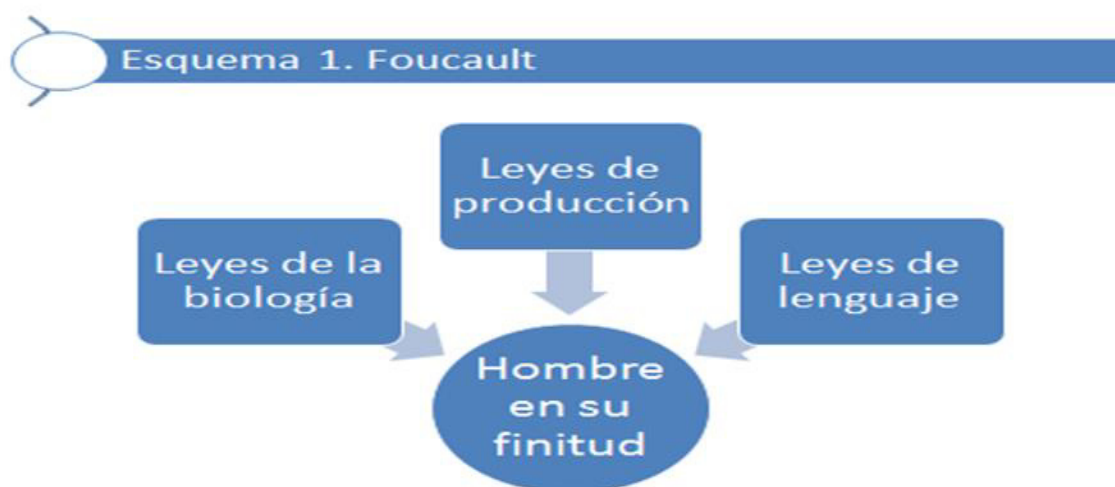 Esquema 1. Foucault
Leyes de
producción
Leyes de la
biología
Leyes de
lenguaje
Hombre
en su
finitud